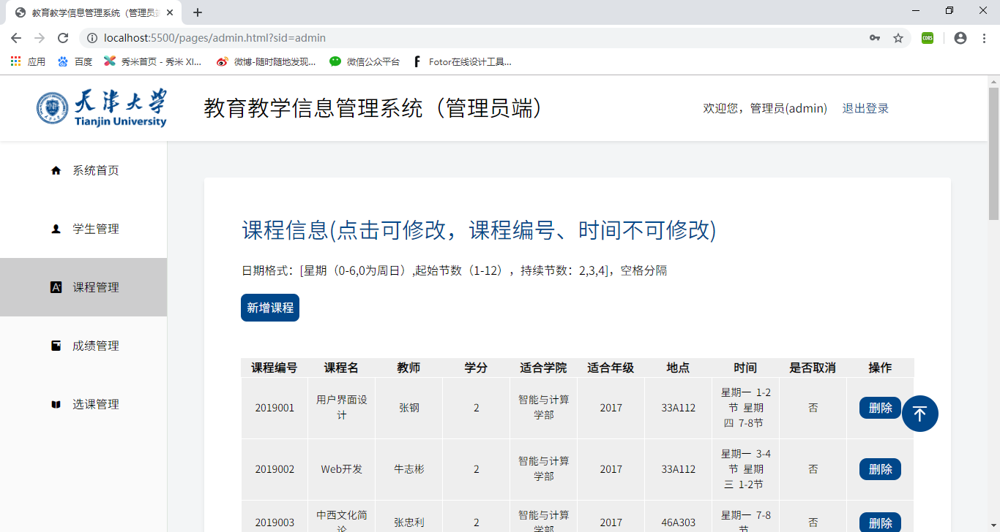 教育教学信息管理系统（管理员
localhost:5500/pages/admin.html?sid=admin
CORS
应用 百度 秀米首页 - 秀米 XI... 微博-随时随地发现... 微信公众平台 Fotor在线设计工具...
天津大学
Tianjin University
教育教学信息管理系统（管理员端）
欢迎您，管理员(admin) 退出登录
系统首页
学生管理
课程管理
成绩管理
选课管理
课程信息(点击可修改，课程编号、时间不可修改)
日期格式：[星期（0-6,0为周日）,起始节数（1-12），持续节数：2,3,4]，空格分隔
新增课程
课程编号 课程名 教师 学分 适合学院 适合年级 地点 时间 是否取消 操作
2019001 用户界面设计 张钢 2 智能与计算学部 2017 33A112 星期一 1-2节 星期四 7-8节 否 删除
2019002 Web开发 牛志彬 2 智能与计算学部 2017 33A112 星期一 3-4节 星期三 1-2节 否 删除
2019003 中西文化简论 张忠利 2 智能与计算学部 2017 46A303 星期一 7-8节 否 删除